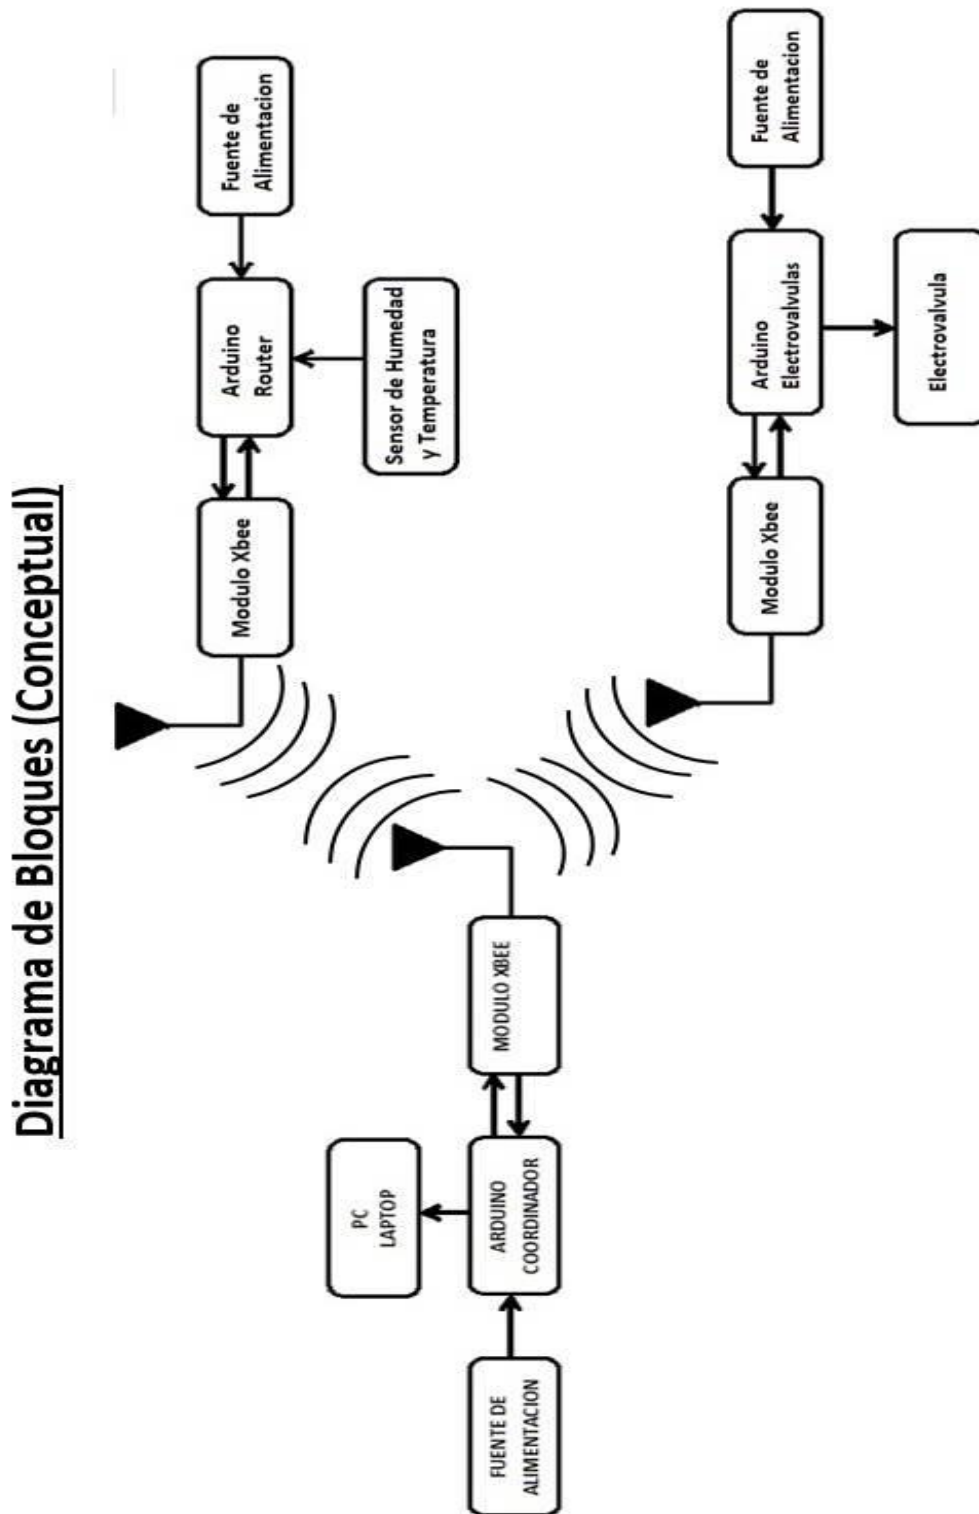 Diagrama de Bloques (Conceptual)
FUENTE DE
ALIMENTACION
PC
LAPTOP
ARDUINO
COORDINADOR
MODULO XBEE
Modulo Xbee
Arduino
Router
Fuente de
Alimentacion
Sensor de Humedad
y Temperatura
Modulo Xbee
Arduino
Electrovalvulas
Fuente de
Alimentacion
Electrovalvula